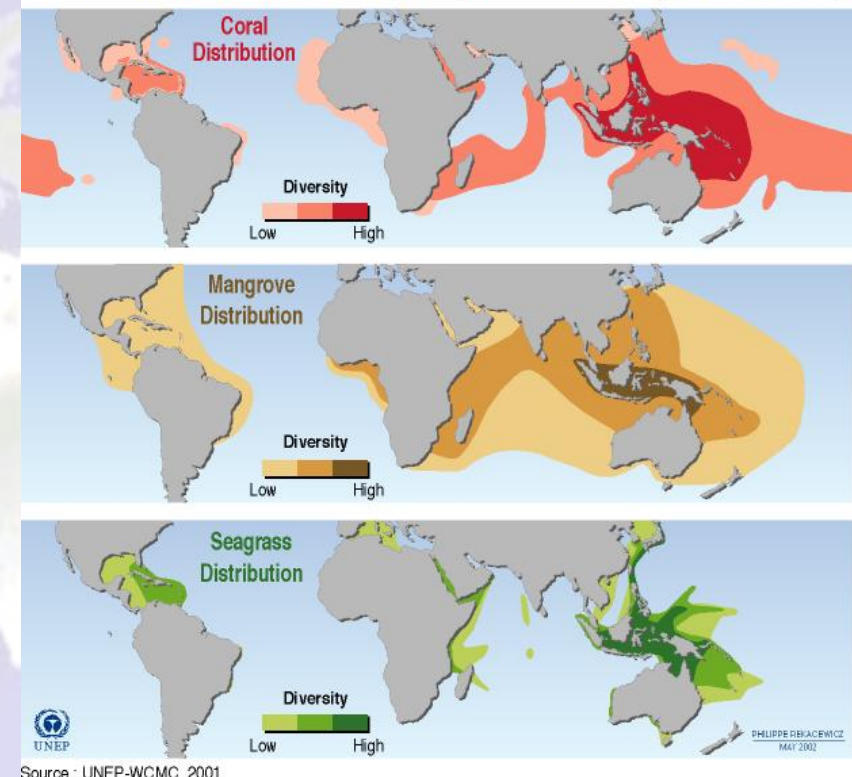 Coral
Distribution
Diversity
Low High
Mangrove
Distribution
Diversity
Low High
Seagrass
Distribution
Diversity
Low High
UNEP
PHILIPPE REKACEWICZ
MAY 2002
Source : UNEP-WCMC, 2001